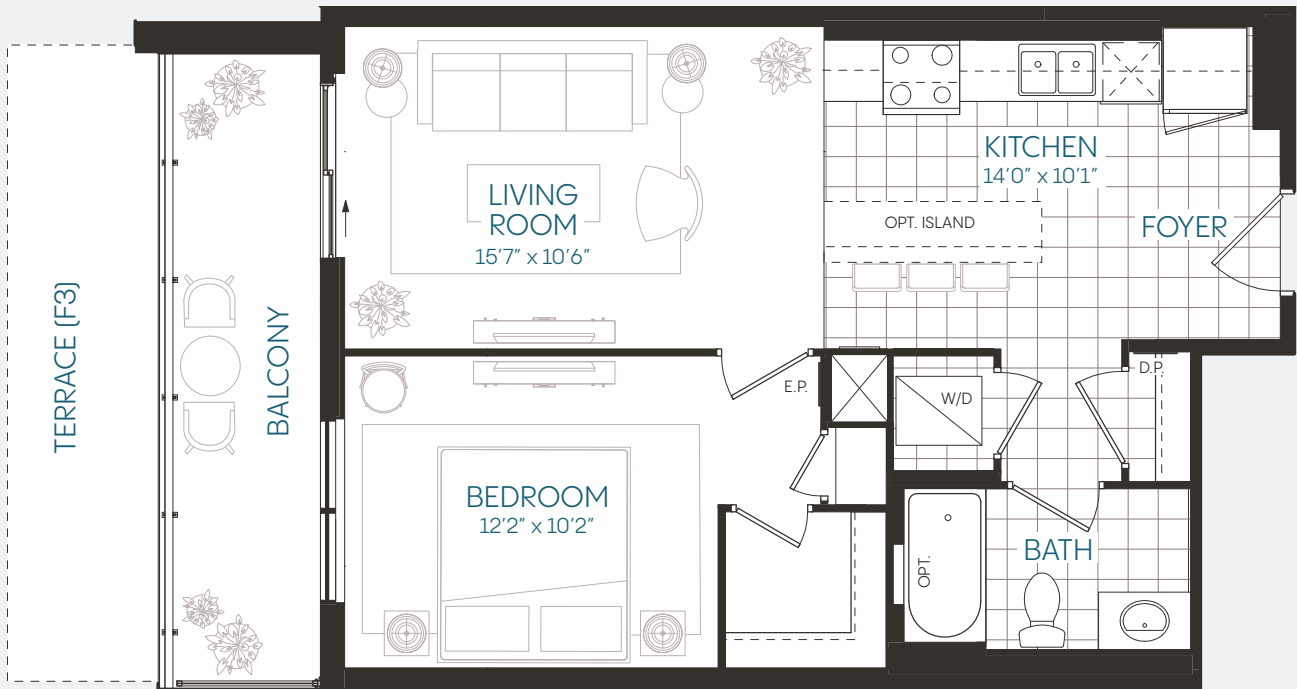 KITCHEN
14'0" x 10'1"
LIVING
ROOM
15'7" x 10'6"
OPT. ISLAND
FOYER
TERRACE (F3)
BALCONY
E.P.
W/D
D.P.
BEDROOM
12'2" x 10'2"
OPT.
BATH